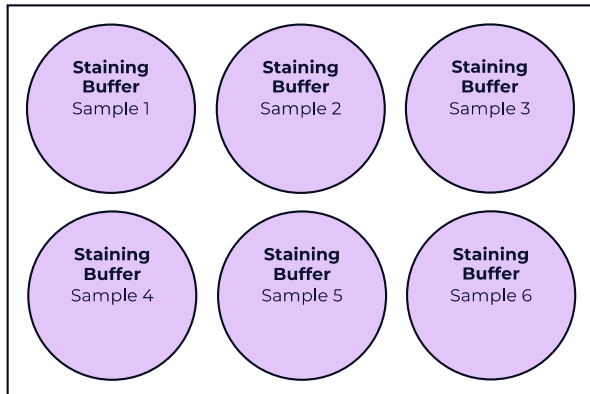 Staining
Buffer
Sample 1
Staining
Buffer
Sample 2
Staining
Buffer
Sample 3
Staining
Buffer
Sample 4
Staining
Buffer
Sample 5
Staining
Buffer
Sample 6